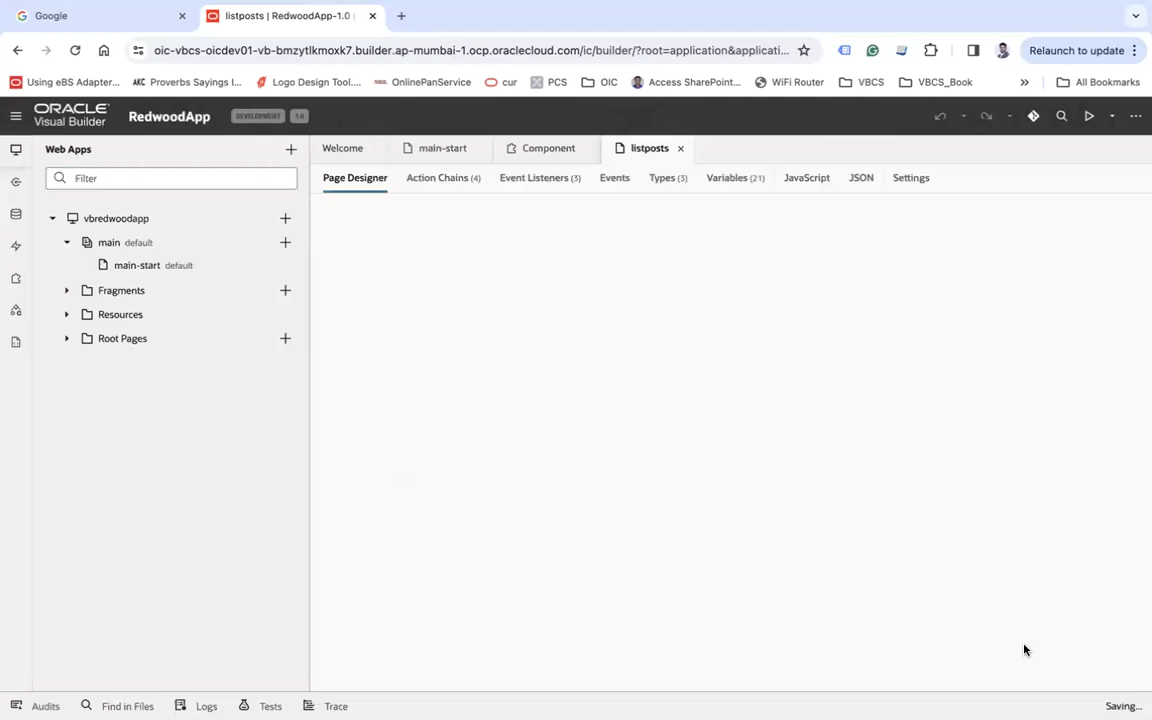 Google
listposts | RedwoodApp-1.0
oic-vbcs-oicdev01-vb-bmzytlkmoxk7.builder.ap-mumbai-1.ocp.oraclecloud.com/ic/builder/?root=application&applicati...
Relaunch to update
Using eBS Adapter...
Proverbs Sayings I...
Logo Design Tool....
OnlinePanService
cur
PCS
OIC
Access SharePoint...
WiFi Router
VBCS
VBCS_Book
»
All Bookmarks
ORACLE
Visual Builder
RedwoodApp
DEVELOPMENT
1.0
Web Apps
Welcome
main-start
Component
listposts
Filter
Page Designer
Action Chains (4)
Event Listeners (3)
Events
Types (3)
Variables (21)
JavaScript
JSON
Settings
vbredwoodapp
main default
main-start default
Fragments
Resources
Root Pages
Audits
Find in Files
Logs
Tests
Trace
Saving...